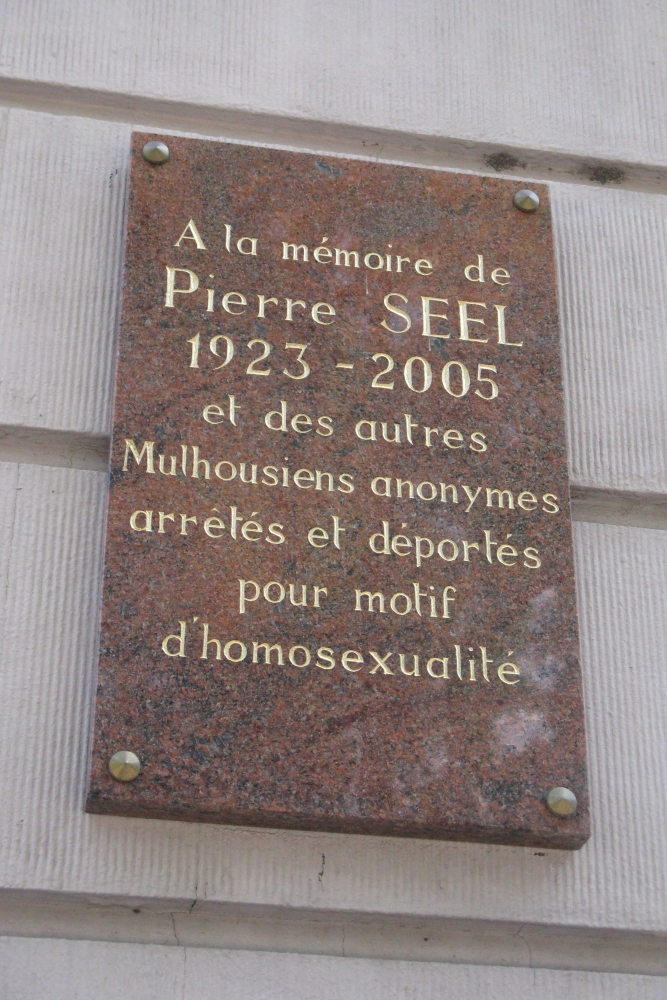 A la mémoire de
Pierre SEEL
1923 - 2005
et des autres
Mulhousiens anonymes
arrêtés et déportés
pour motif
d'homosexualité